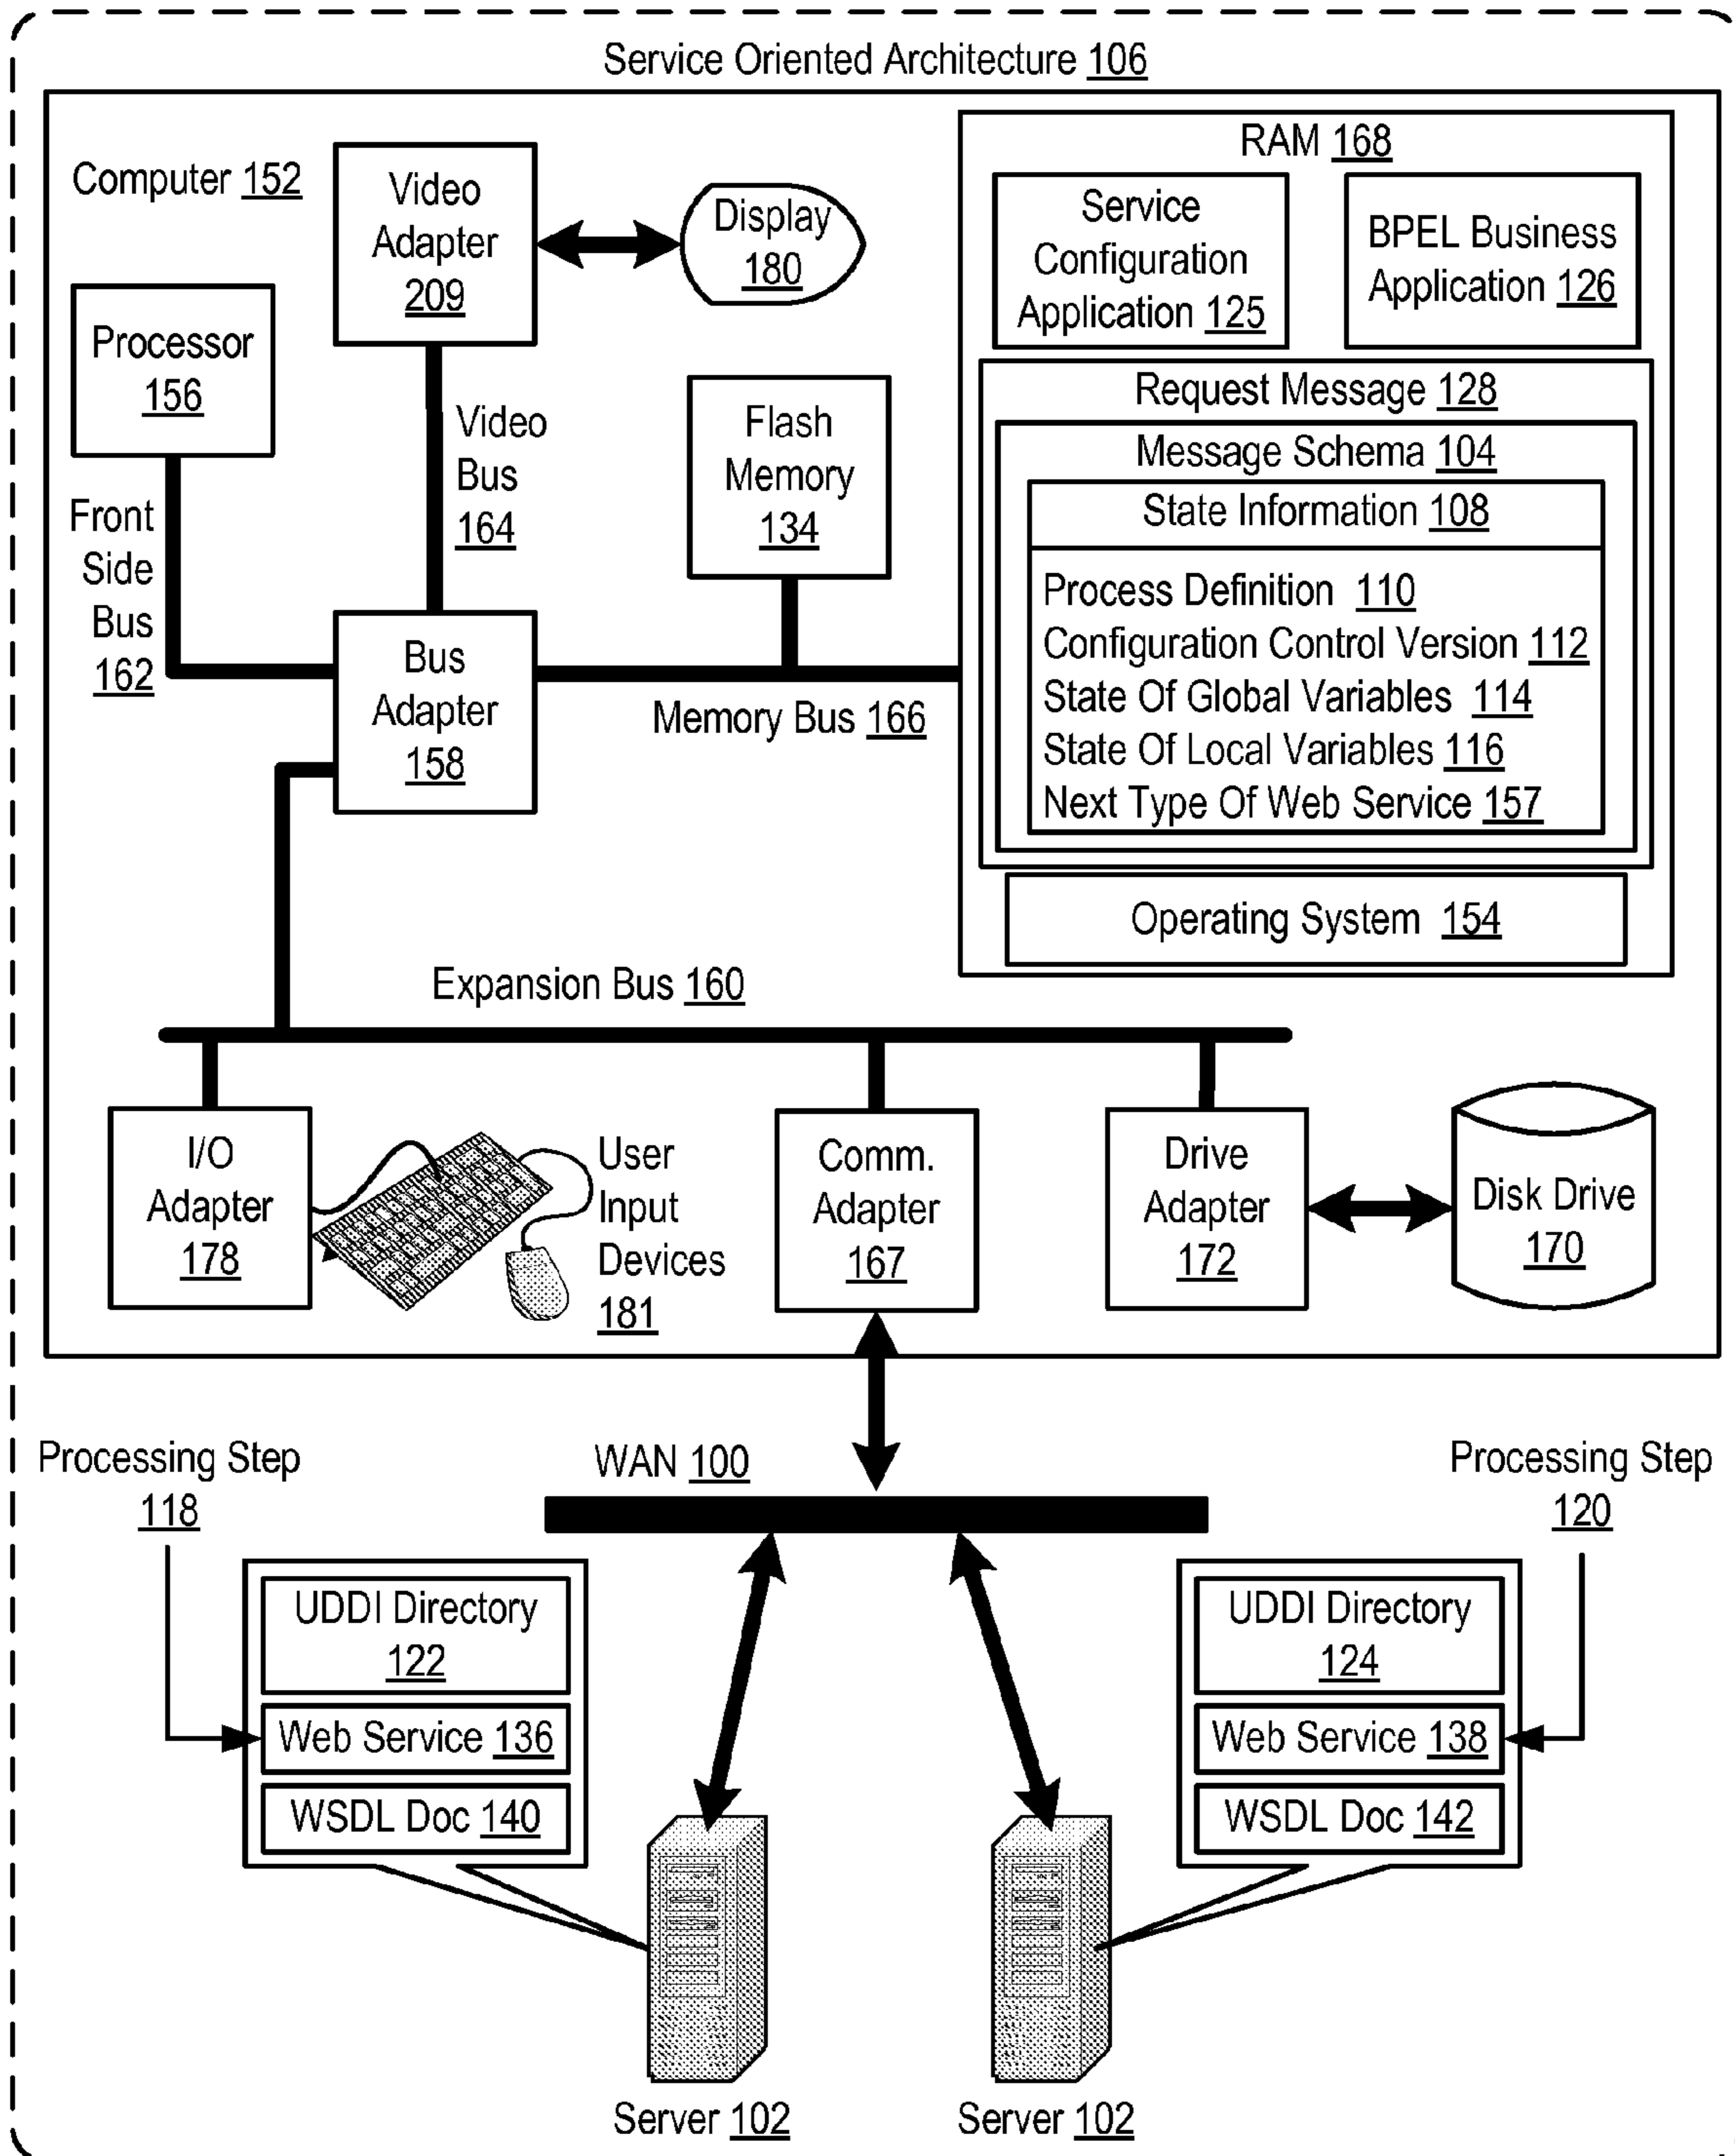 Service Oriented Architecture 106
Computer 152
Video
Adapter
209
Display
180
Processor
156
Front
Side
Bus
162
Video
Bus
164
Flash
Memory
134
Bus
Adapter
158
Memory Bus 166
RAM 168
Service
Configuration
Application 125
BPEL Business
Application 126
Request Message 128
Message Schema 104
State Information 108
Process Definition 110
Configuration Control Version 112
State Of Global Variables 114
State Of Local Variables 116
Next Type Of Web Service 157
Operating System 154
Expansion Bus 160
I/O
Adapter
178
User
Input
Devices
181
Comm.
Adapter
167
Drive
Adapter
172
Disk Drive
170
Processing Step
118
WAN 100
Processing Step
120
UDDI Directory
122
Web Service 136
WSDL Doc 140
UDDI Directory
124
Web Service 138
WSDL Doc 142
Server 102
Server 102